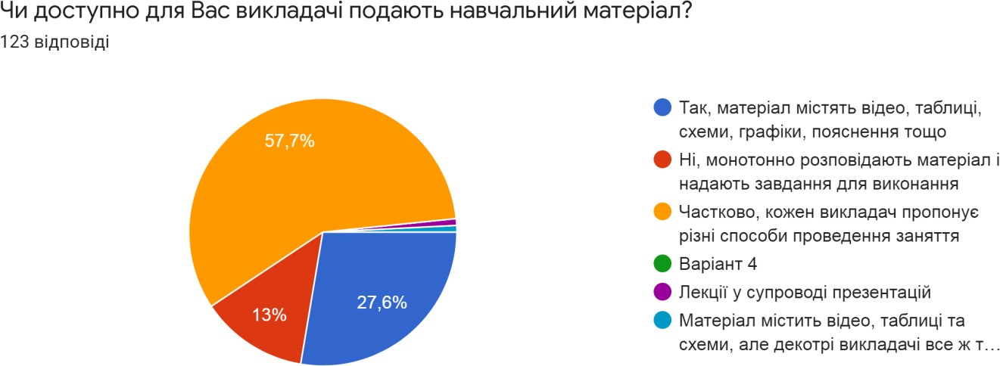 Чи доступно для Вас викладачі подають навчальний матеріал?
123 відповіді
57,7%
13%
27,6%
Так, матеріал містять відео, таблиці,
схеми, графіки, пояснення тощо
Ні, монотонно розповідають матеріал і
надають завдання для виконання
Частково, кожен викладач пропонує
різні способи проведення заняття
Варіант 4
Лекції у супроводі презентацій
Матеріал містить відео, таблиці та
схеми, але декотрі викладачі все ж т…